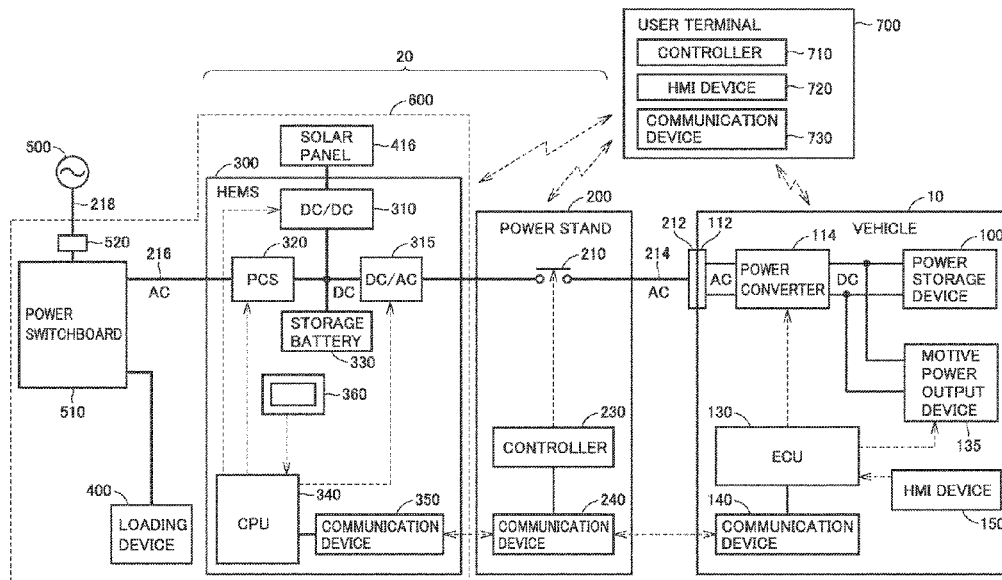 USER TERMINAL
700
CONTROLLER
710
HMI DEVICE
720
COMMUNICATION
DEVICE
730
20
600
SOLAR
PANEL
416
500
218
520
300
HEMS
DC/DC
310
216
AC
320
PCS
315
DC
DC/AC
STORAGE
BATTERY
330
360
POWER
SWITCHBOARD
510
400
LOADING
DEVICE
340
CPU
350
COMMUNICATION
DEVICE
200
POWER STAND
210
230
CONTROLLER
240
COMMUNICATION
DEVICE
214
AC
212
112
10
VEHICLE
114
AC
POWER
CONVERTER
DC
100
POWER
STORAGE
DEVICE
MOTIVE
POWER
OUTPUT
DEVICE
135
130
ECU
140
COMMUNICATION
DEVICE
HMI DEVICE
150